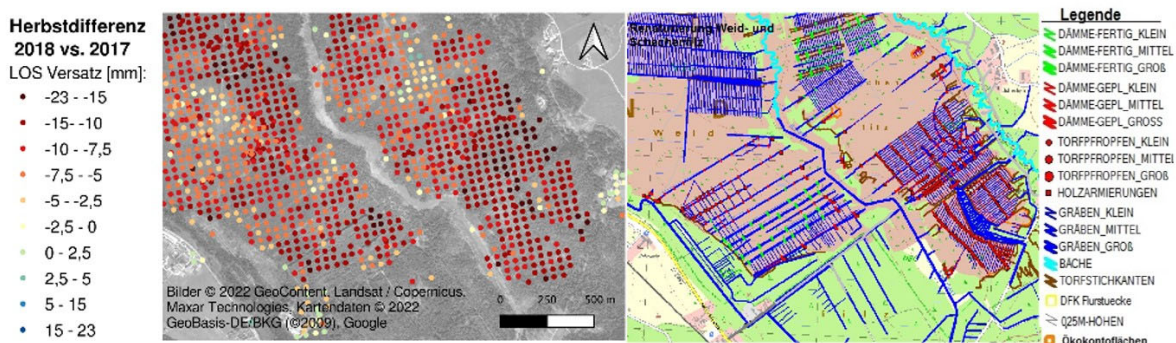 Herbstdifferenz
2018 vs. 2017
LOS Versatz [mm]:
-23 - -15
-15- -10
-10 - -7,5
-7,5 - -5
-5 - -2,5
-2,5 - 0
0 - 2,5
2,5 - 5
5 - 15
15 - 23
Bilder © 2022 GeoContent, Landsat / Copernicus,
Maxar Technologies, Kartendaten © 2022
GeoBasis-DE/BKG (©2009), Google
0 250 500 m
Weid- und
N D
W e i d
Legende
DÄMME-FERTIG_KLEIN
DÄMME-FERTIG_MITTEL
DÄMME-FERTIG_GROß
DÄMME-GEPL_KLEIN
DÄMME-GEPL_MITTEL
DÄMME-GEPL_GROSS
TORFPFROPFEN_KLEIN
TORFPFROPFEN_MITTEL
TORFPFROPFEN_GROß
HOLZARMIERUNGEN
GRÄBEN_KLEIN
GRÄBEN_MITTEL
GRÄBEN_GROß
BÄCHE
TORFSTICHKANTEN
DFK Flurstuecke
025M-HÖHEN
Ökokontoflächen